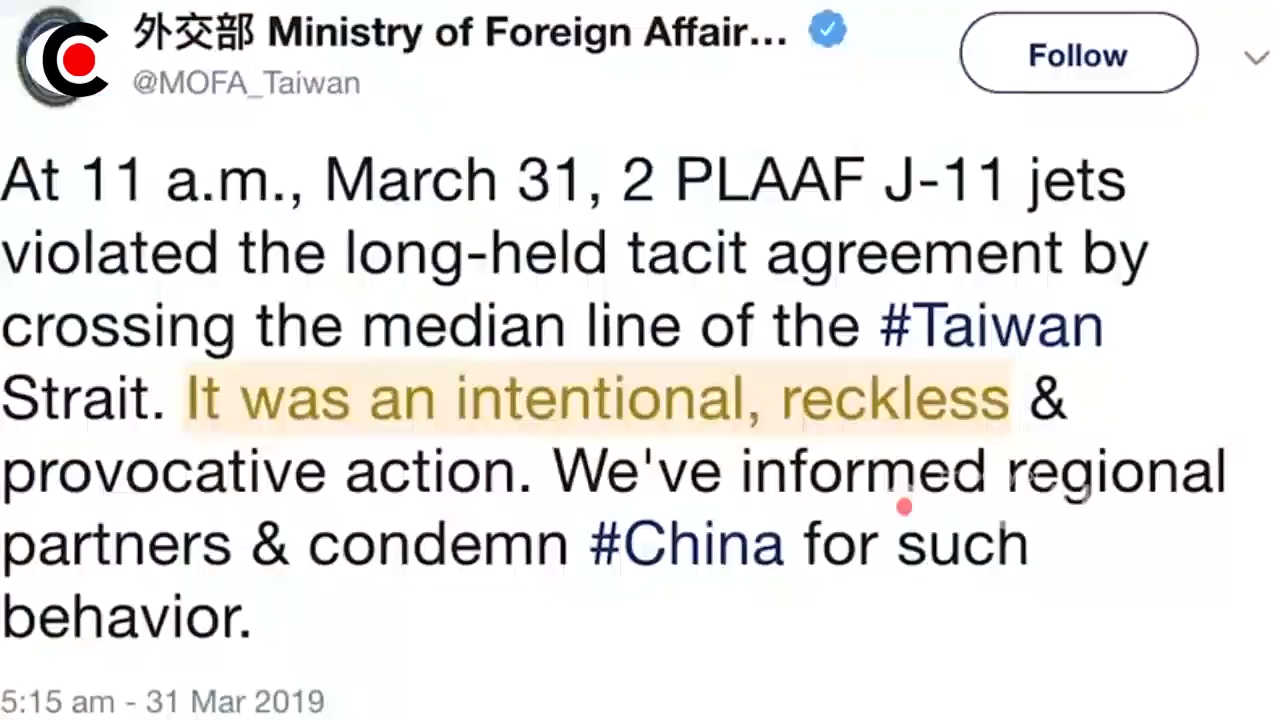 外交部 Ministry of Foreign Affair...
@MOFA_Taiwan
Follow
At 11 a.m., March 31, 2 PLAAF J-11 jets
violated the long-held tacit agreement by
crossing the median line of the #Taiwan
Strait. It was an intentional, reckless &
provocative action. We've informed regional
partners & condemn #China for such
behavior.
5:15 am - 31 Mar 2019